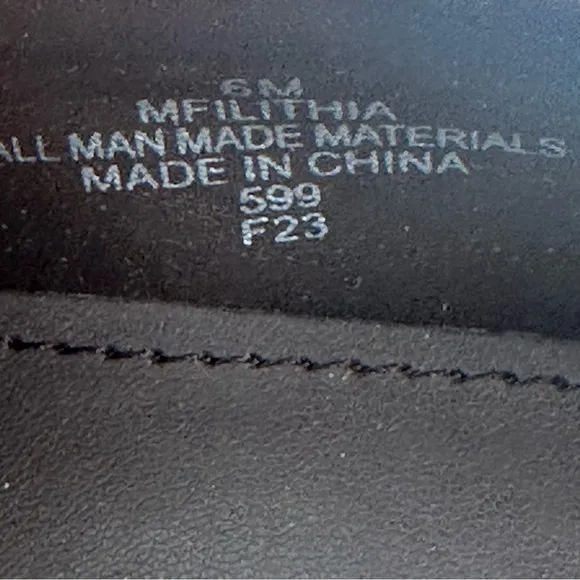 6M
MFILITHIA
ALL MAN MADE MATERIALS
MADE IN CHINA
599
F23